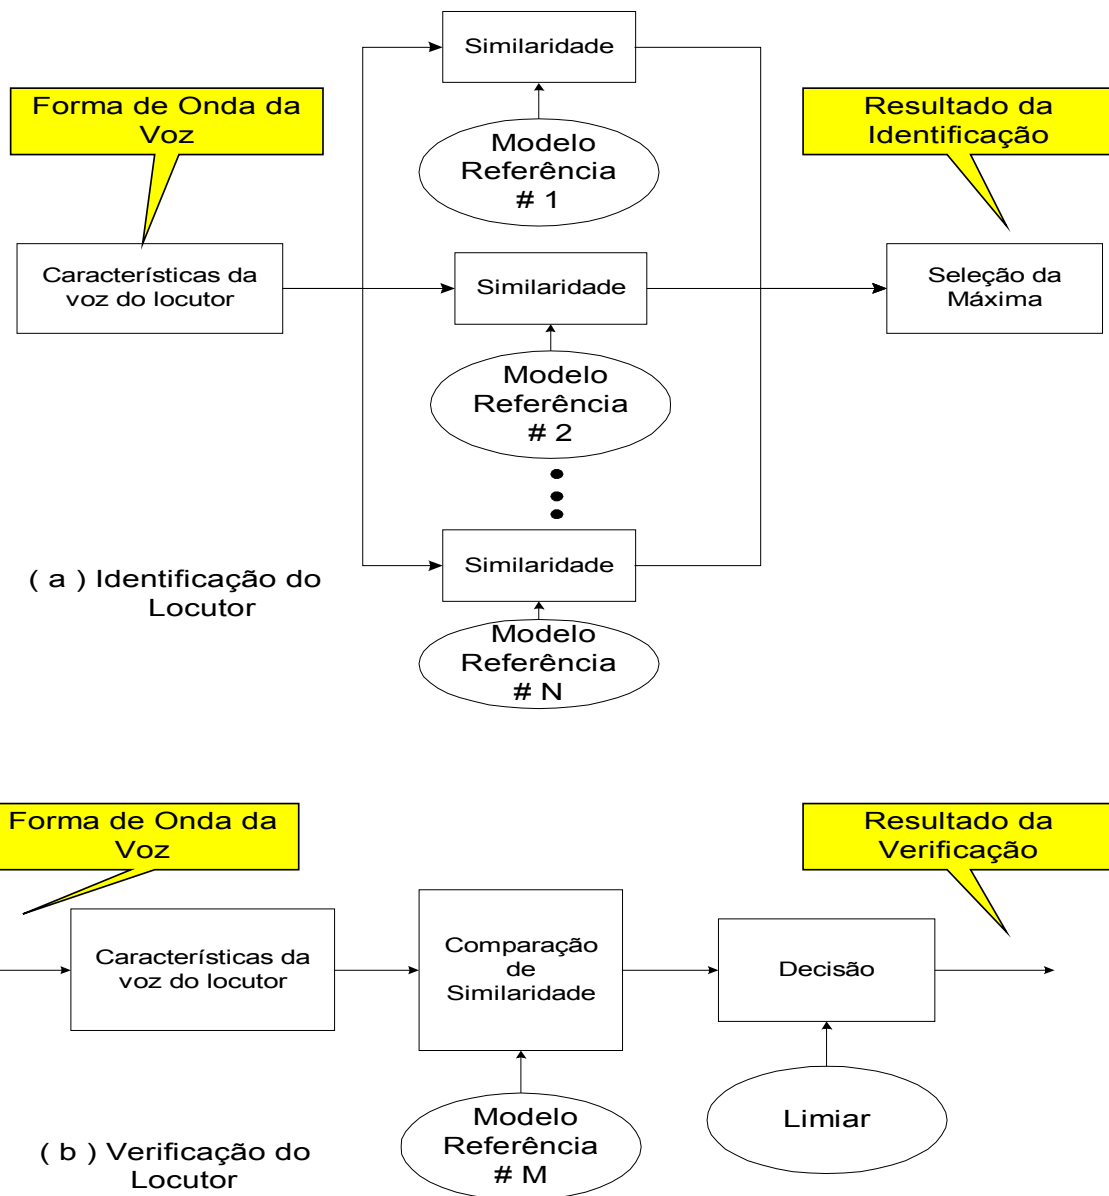 Similaridade
Forma de Onda da
Voz
Resultado da
Identificação
Modelo
Referência
# 1
Características da
voz do locutor
Similaridade
Seleção da
Máxima
Modelo
Referência
# 2
Similaridade
( a ) Identificação do
Locutor
Modelo
Referência
# N
Forma de Onda da
Voz
Resultado da
Verificação
Características da
voz do locutor
Comparação
de
Similaridade
Decisão
Modelo
Referência
# M
Limiar
( b ) Verificação do
Locutor